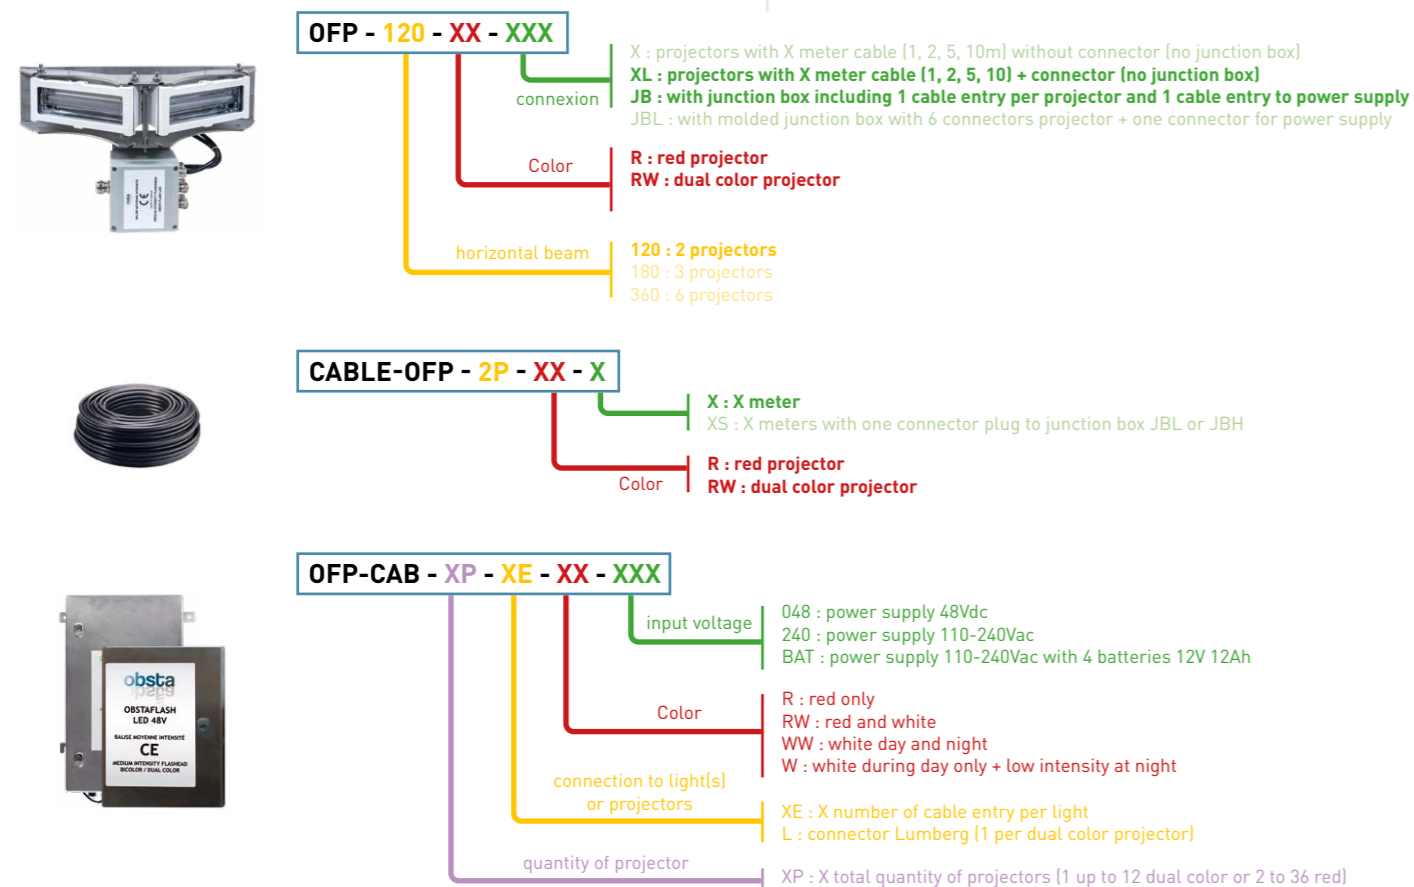 OFP - 120 - XX - XXX
X : projectors with X meter cable (1, 2, 5, 10m) without connector (no junction box)
XL : projectors with X meter cable (1, 2, 5, 10) + connector (no junction box)
connexion
JB : with junction box including 1 cable entry per projector and 1 cable entry to power supply
JBL : with molded junction box with 6 connectors projector + one connector for power supply
Color
R : red projector
RW : dual color projector
CE
horizontal beam
120 : 2 projectors
180 : 3 projectors
360 : 6 projectors
CABLE-OFP - 2P - XX - X
X : X meter
XS : X meters with one connector plug to junction box JBL or JBH
Color
R : red projector
RW : dual color projector
OFP-CAB - XP - XE - XX - XXX
input voltage
048 : power supply 48Vdc
240 : power supply 110-240Vac
BAT : power supply 110-240Vac with 4 batteries 12V 12Ah
obsta
OBSTAFLASH
LED 48V
BALISE MOYENNE INTENSITÉ
CE
MEDIUM INTENSITY FLASHEAD
BICOLOR / DUAL COLOR
Color
R : red only
RW : red and white
WW : white day and night
W : white during day only + low intensity at night
connection to light(s)
or projectors
XE : X number of cable entry per light
L : connector Lumberg (1 per dual color projector)
quantity of projector
XP : X total quantity of projectors (1 up to 12 dual color or 2 to 36 red)